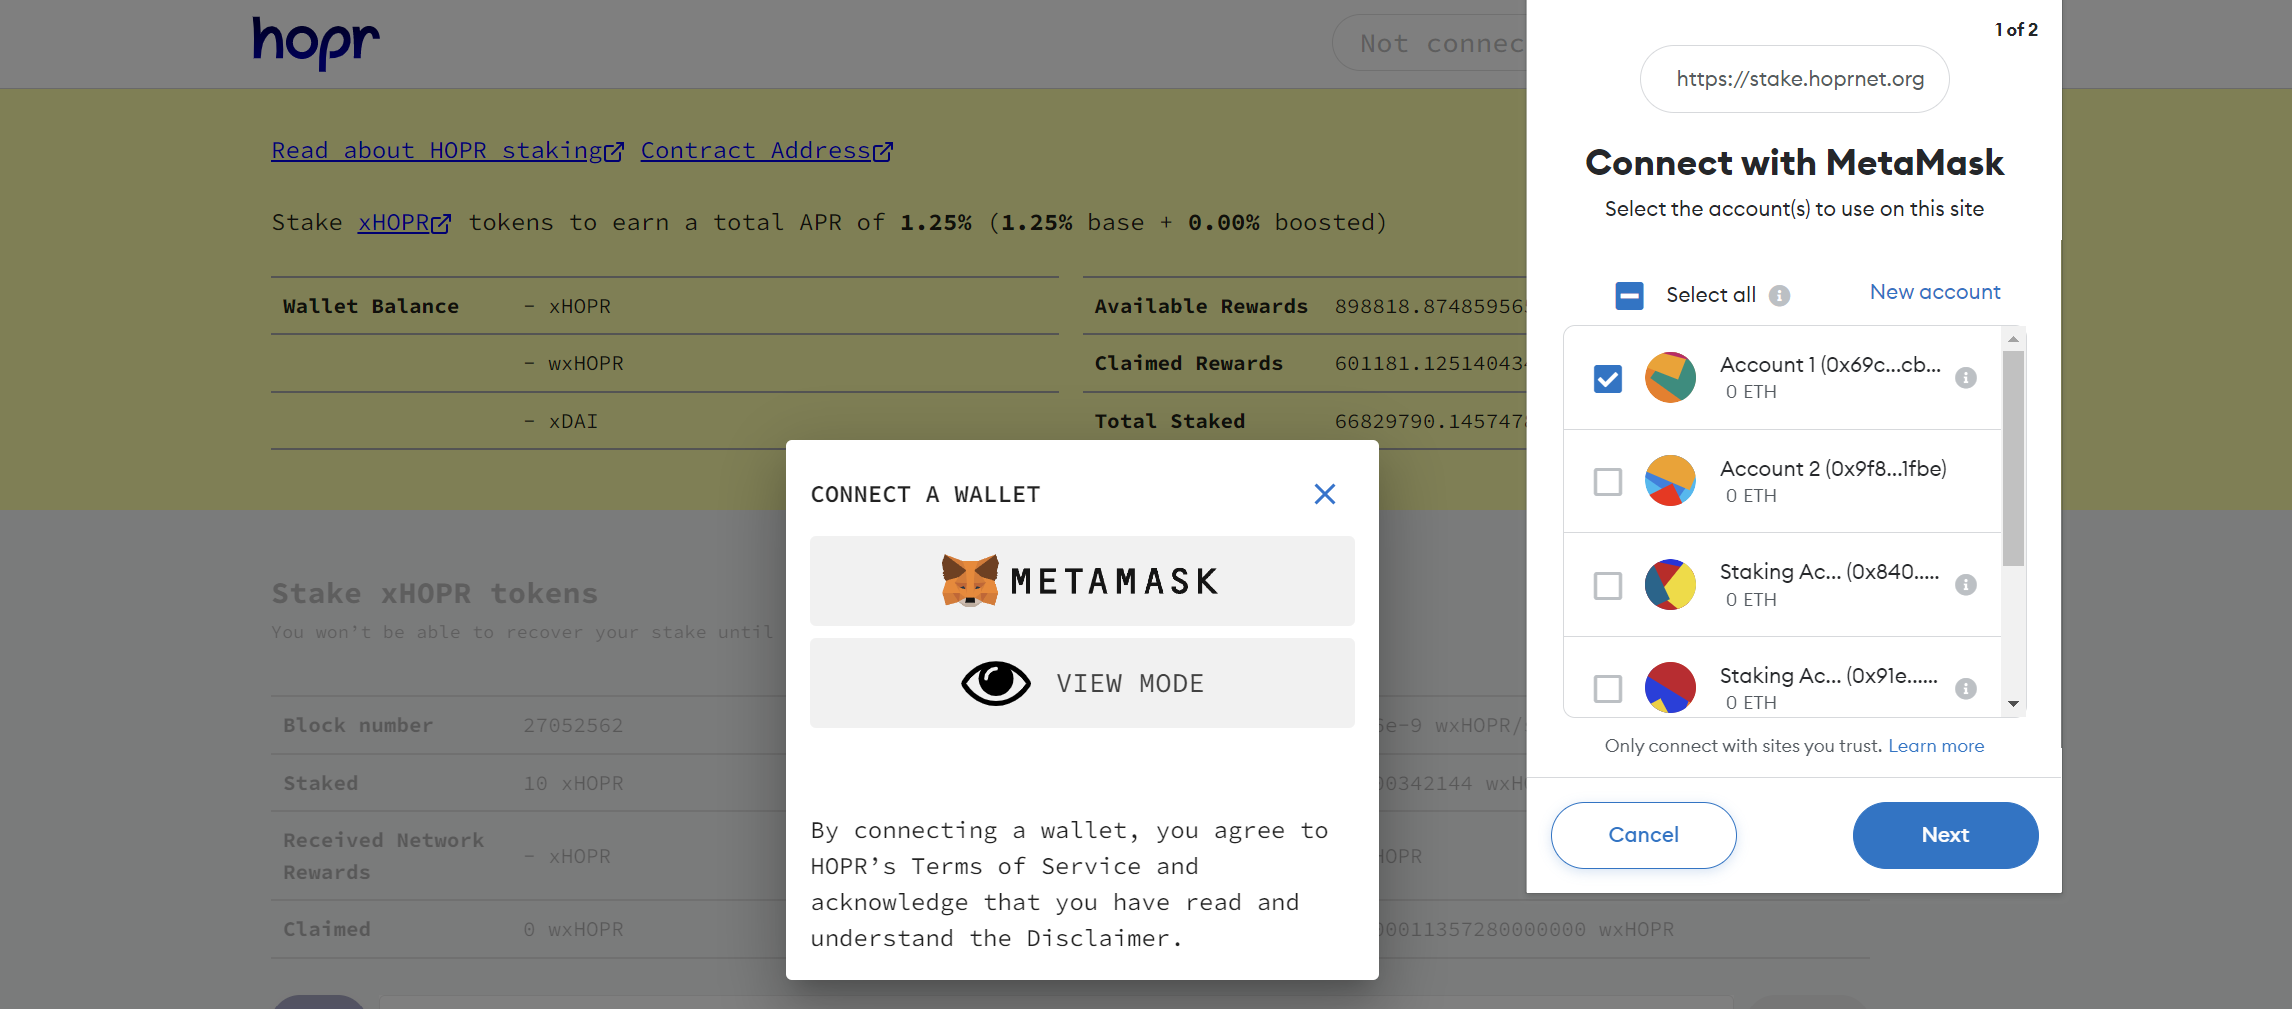 hopr
Not connec
Read about HOPR staking Contract Address
Stake xHOPR tokens to earn a total APR of 1.25% (1.25% base + 0.00% boosted)
Wallet Balance - xHOPR
- wxHOPR
- xDAI
Available Rewards 898818.87485956
Claimed Rewards 601181.12514043
Total Staked 66829790.145747
Stake xHOPR tokens
You won't be able to recover your stake until
Block number 27052562
Staked 10 xHOPR
Received Network
Rewards - xHOPR
Claimed 0 wxHOPR
e-9 wxHOPR/
00342144 wxH
HOPR
00011357280000000 wxHOPR
CONNECT A WALLET
METAMASK
VIEW MODE
By connecting a wallet, you agree to
HOPR’s Terms of Service and
acknowledge that you have read and
understand the Disclaimer.
1 of 2
https://stake.hoprnet.org
Connect with MetaMask
Select the account(s) to use on this site
Select all
New account
Account 1 (0x69c...cb...
0 ETH
Account 2 (0x9f8...1fbe)
0 ETH
Staking Ac... (0x840.....
0 ETH
Staking Ac... (0x91e......
0 ETH
Only connect with sites you trust. Learn more
Cancel
Next